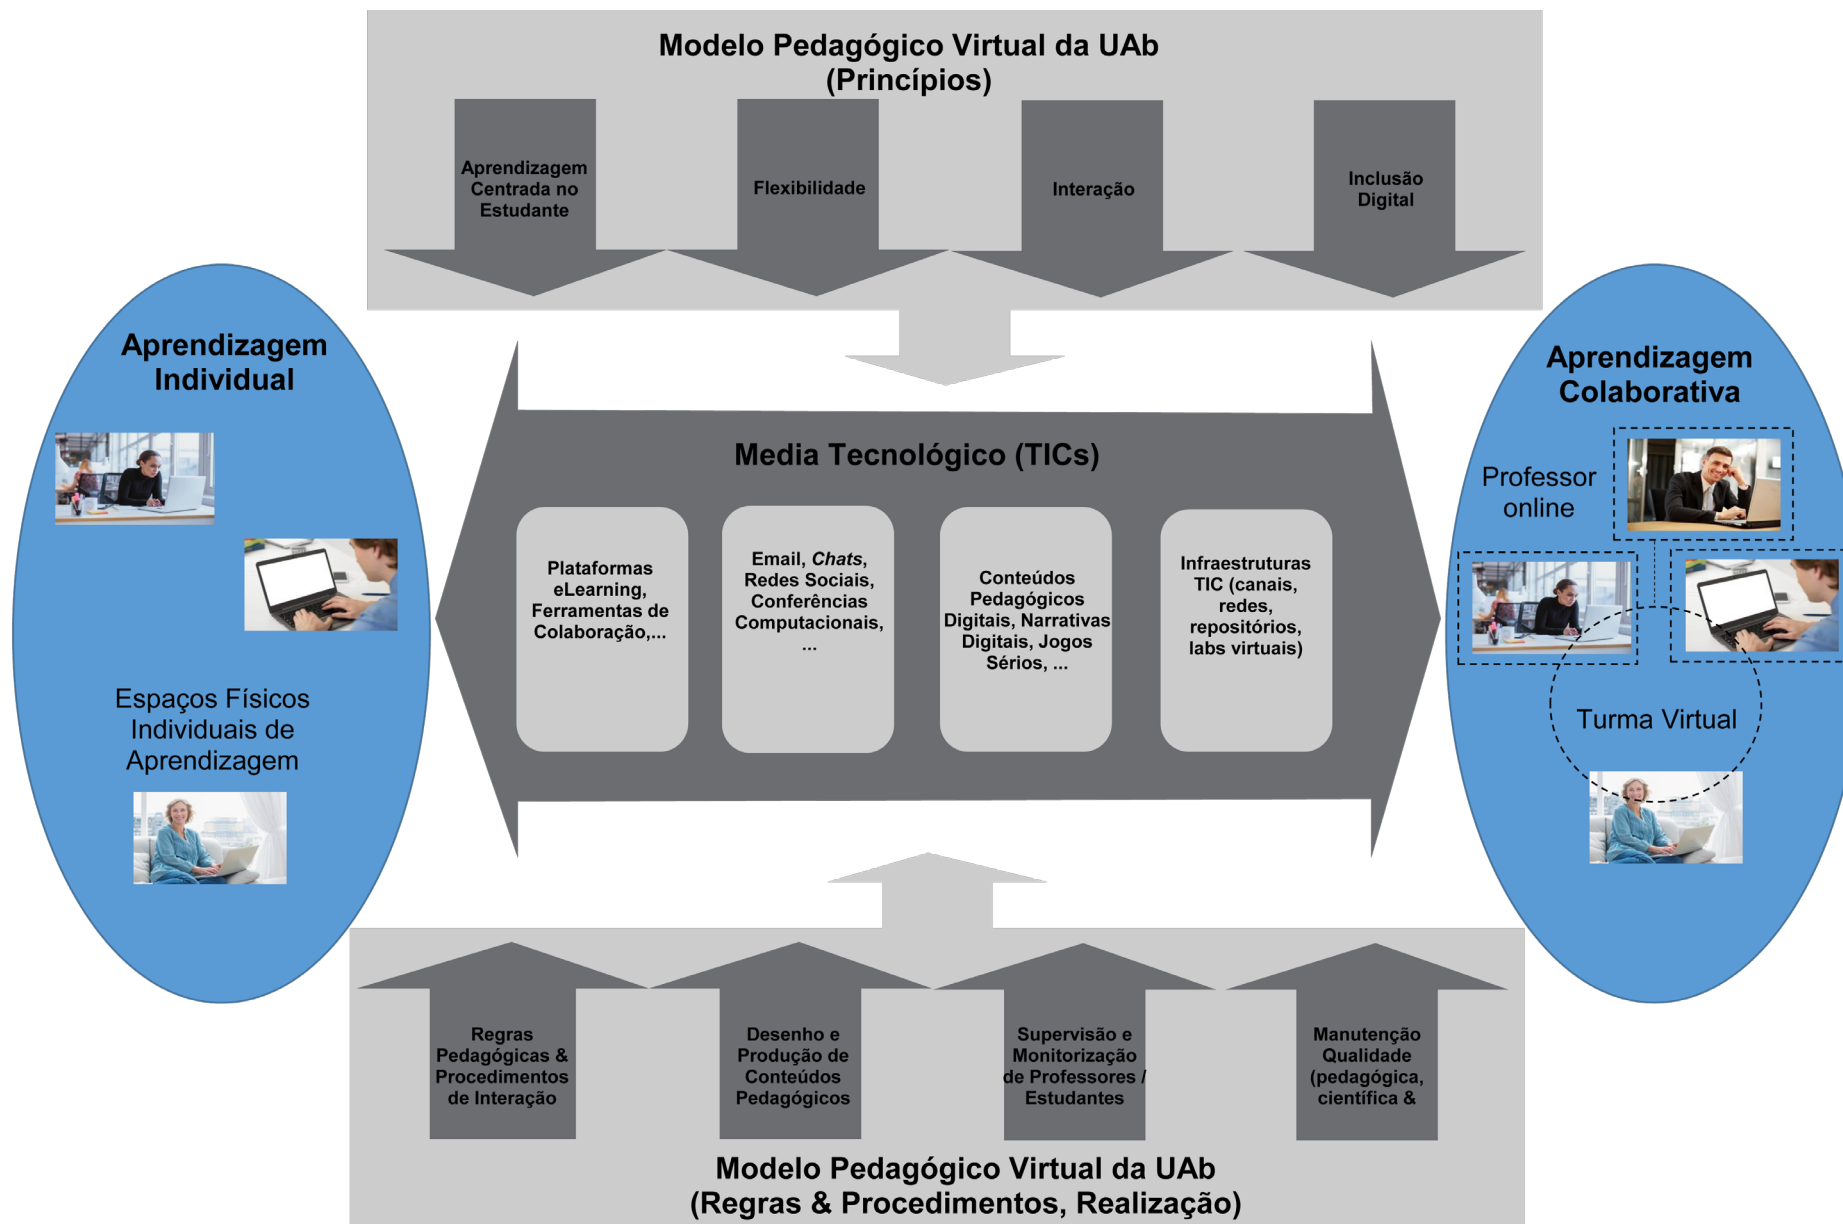 Modelo Pedagógico Virtual da UAb
(Princípios)
Aprendizagem
Centrada no
Estudante
Flexibilidade
Interação
Inclusão
Digital
Aprendizagem
Individual
Espaços Físicos
Individuais de
Aprendizagem
Media Tecnológico (TICs)
Plataformas
eLearning,
Ferramentas de
Colaboração,...
Email, Chats,
Redes Sociais,
Conferências
Computacionais,
...
Conteúdos
Pedagógicos
Digitais, Narrativas
Digitais, Jogos
Sérios, ...
Infraestruturas
TIC (canais,
redes,
repositórios,
labs virtuais)
Aprendizagem
Colaborativa
Professor
online
Turma Virtual
Regras
Pedagógicas &
Procedimentos
de Interação
Desenho e
Produção de
Conteúdos
Pedagógicos
Supervisão e
Monitorização
de Professores /
Estudantes
Manutenção
Qualidade
(pedagógica,
científica &
Modelo Pedagógico Virtual da UAb
(Regras & Procedimentos, Realização)